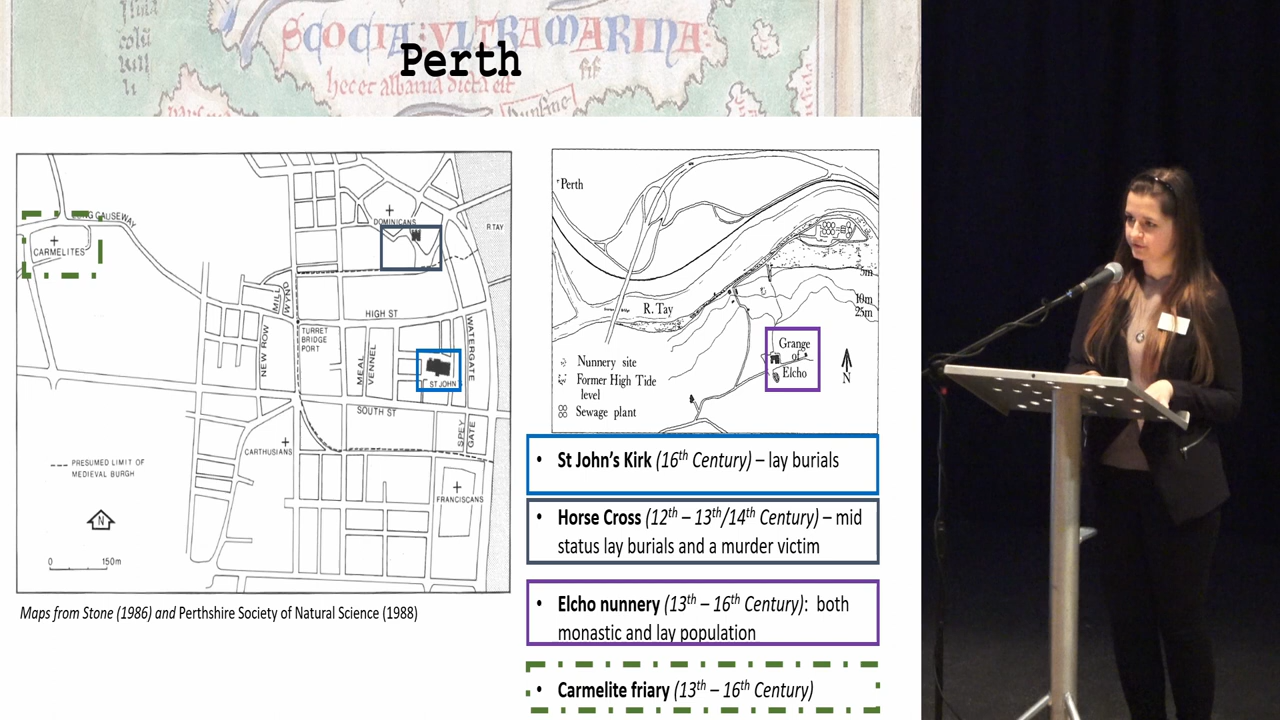 SCOCIA:VLTRAMARINA:
Perth
hec et albania dicta est
Perth
R TAY
LONG CAUSEWAY
CARMELITES
DOMINICANS
MILL WYND
HIGH ST
NEW ROW
TURRET
BRIDGE
PORT
MEAL VENNEL
WATERGATE
ST JOHN
SOUTH ST
SPEY GATE
CARTHUSIANS
PRESUMED LIMIT OF
MEDIEVAL BURGH
FRANCISCANS
N
0 150m
5m
10m
25m
R. Tay
Grange
of
Elcho
N
Nunnery site
Former High Tide
level
Sewage plant
Maps from Stone (1986) and Perthshire Society of Natural Science (1988)
• St John's Kirk (16th Century) – lay burials
• Horse Cross (12th – 13th/14th Century) – mid
status lay burials and a murder victim
• Elcho nunnery (13th – 16th Century): both
monastic and lay population
• Carmelite friary (13th – 16th Century)